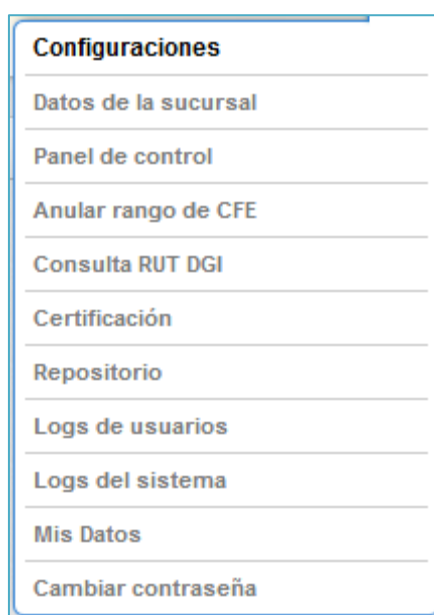 Configuraciones
Datos de la sucursal
Panel de control
Anular rango de CFE
Consulta RUT DGI
Certificación
Repositorio
Logs de usuarios
Logs del sistema
Mis Datos
Cambiar contraseña